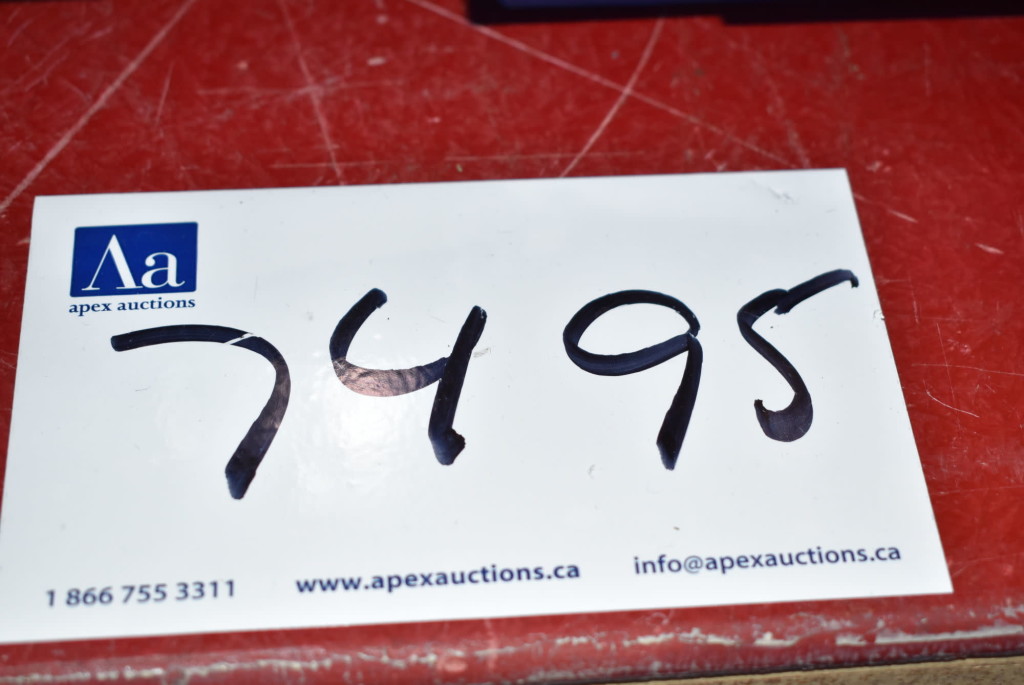 Aa
apex auctions
7495
1 866 755 3311 www.apexauctions.ca info@apexauctions.ca